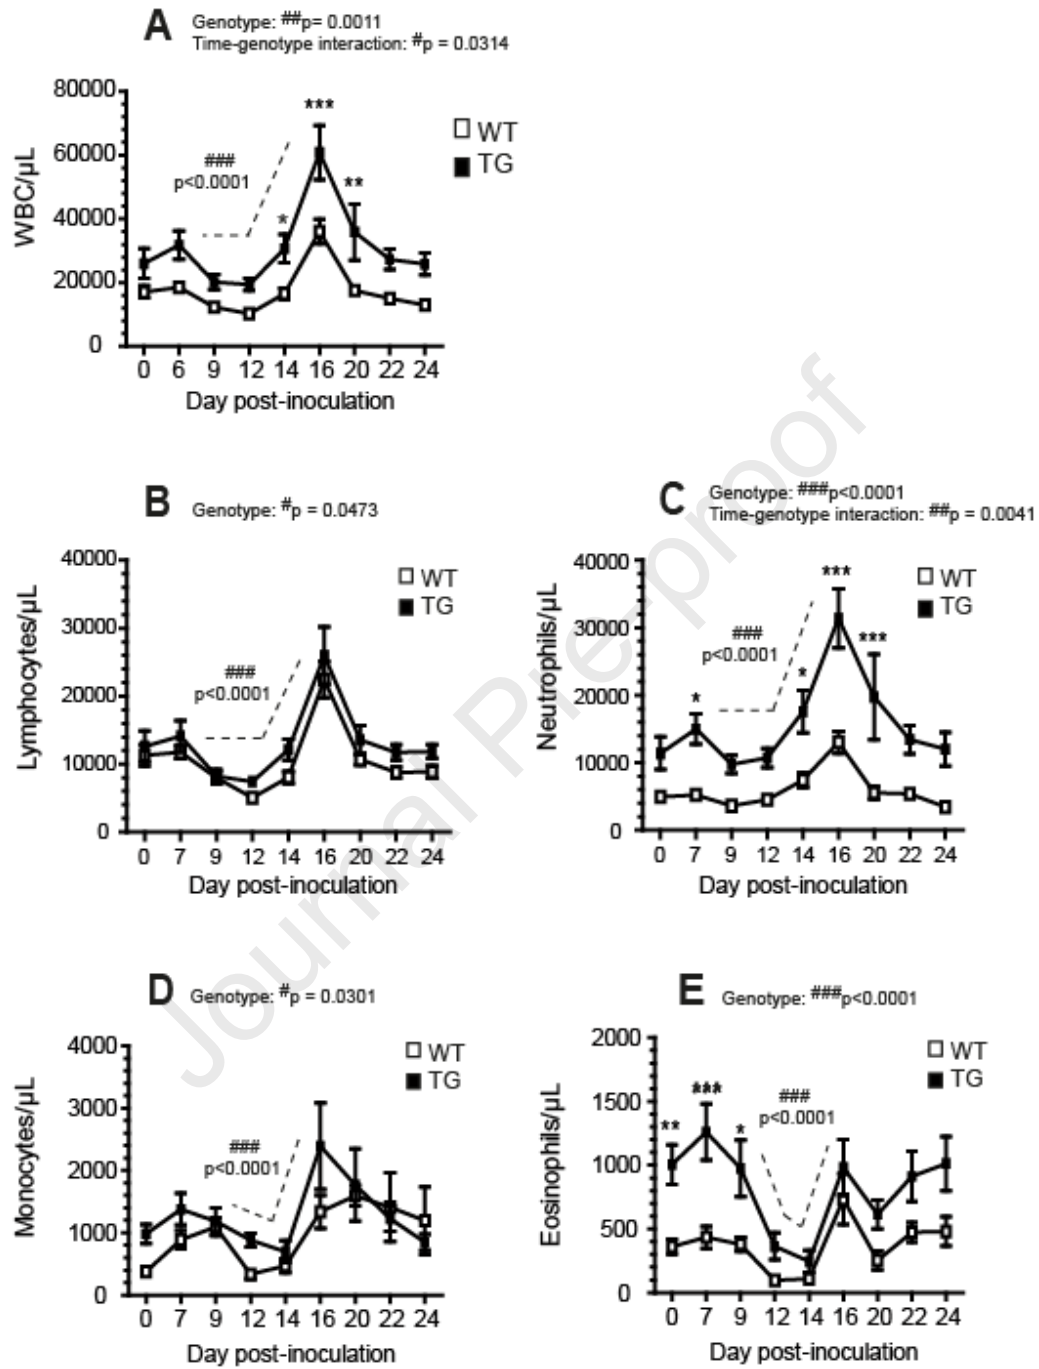 A
Genotype: ##p= 0.0011
Time-genotype interaction: #p = 0.0314
80000
60000
40000
20000
0
WBC/µL
###
p<0.0001
*
***
**
WT
TG
0 6 9 12 14 16 20 22 24
Day post-inoculation
B
Genotype: #p = 0.0473
40000
30000
20000
10000
0
Lymphocytes/µL
###
p<0.0001
WT
TG
0 7 9 12 14 16 20 22 24
Day post-inoculation
C
Genotype: ###p<0.0001
Time-genotype interaction: ##p = 0.0041
40000
30000
20000
10000
0
Neutrophils/µL
*
###
p<0.0001
*
***
***
WT
TG
0 7 9 12 14 16 20 22 24
Day post-inoculation
D
Genotype: #p = 0.0301
4000
3000
2000
1000
0
Monocytes/µL
###
p<0.0001
WT
TG
0 7 9 12 14 16 20 22 24
Day post-inoculation
E
Genotype: ###p<0.0001
2000
1500
1000
500
0
Eosinophils/µL
**
***
*
###
p<0.0001
WT
TG
0 7 9 12 14 16 20 22 24
Day post-inoculation
Journal Pre-proof